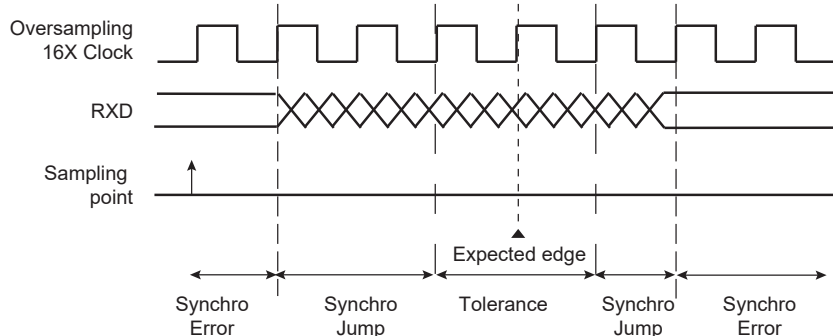 Oversampling
16X Clock
RXD
Sampling
point
Expected edge
Synchro
Error
Synchro
Jump
Tolerance
Synchro
Jump
Synchro
Error